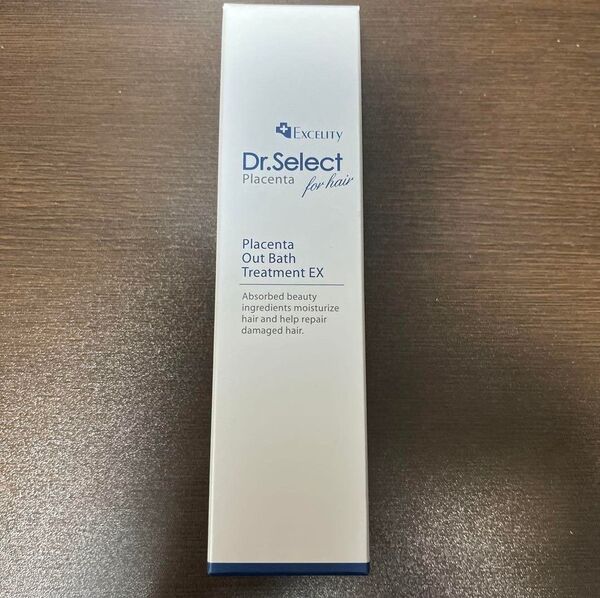 EXCELITY
Dr.Select
Placenta for hair
Placenta
Out Bath
Treatment EX
Absorbed beauty
ingredients moisturize
hair and help repair
damaged hair.